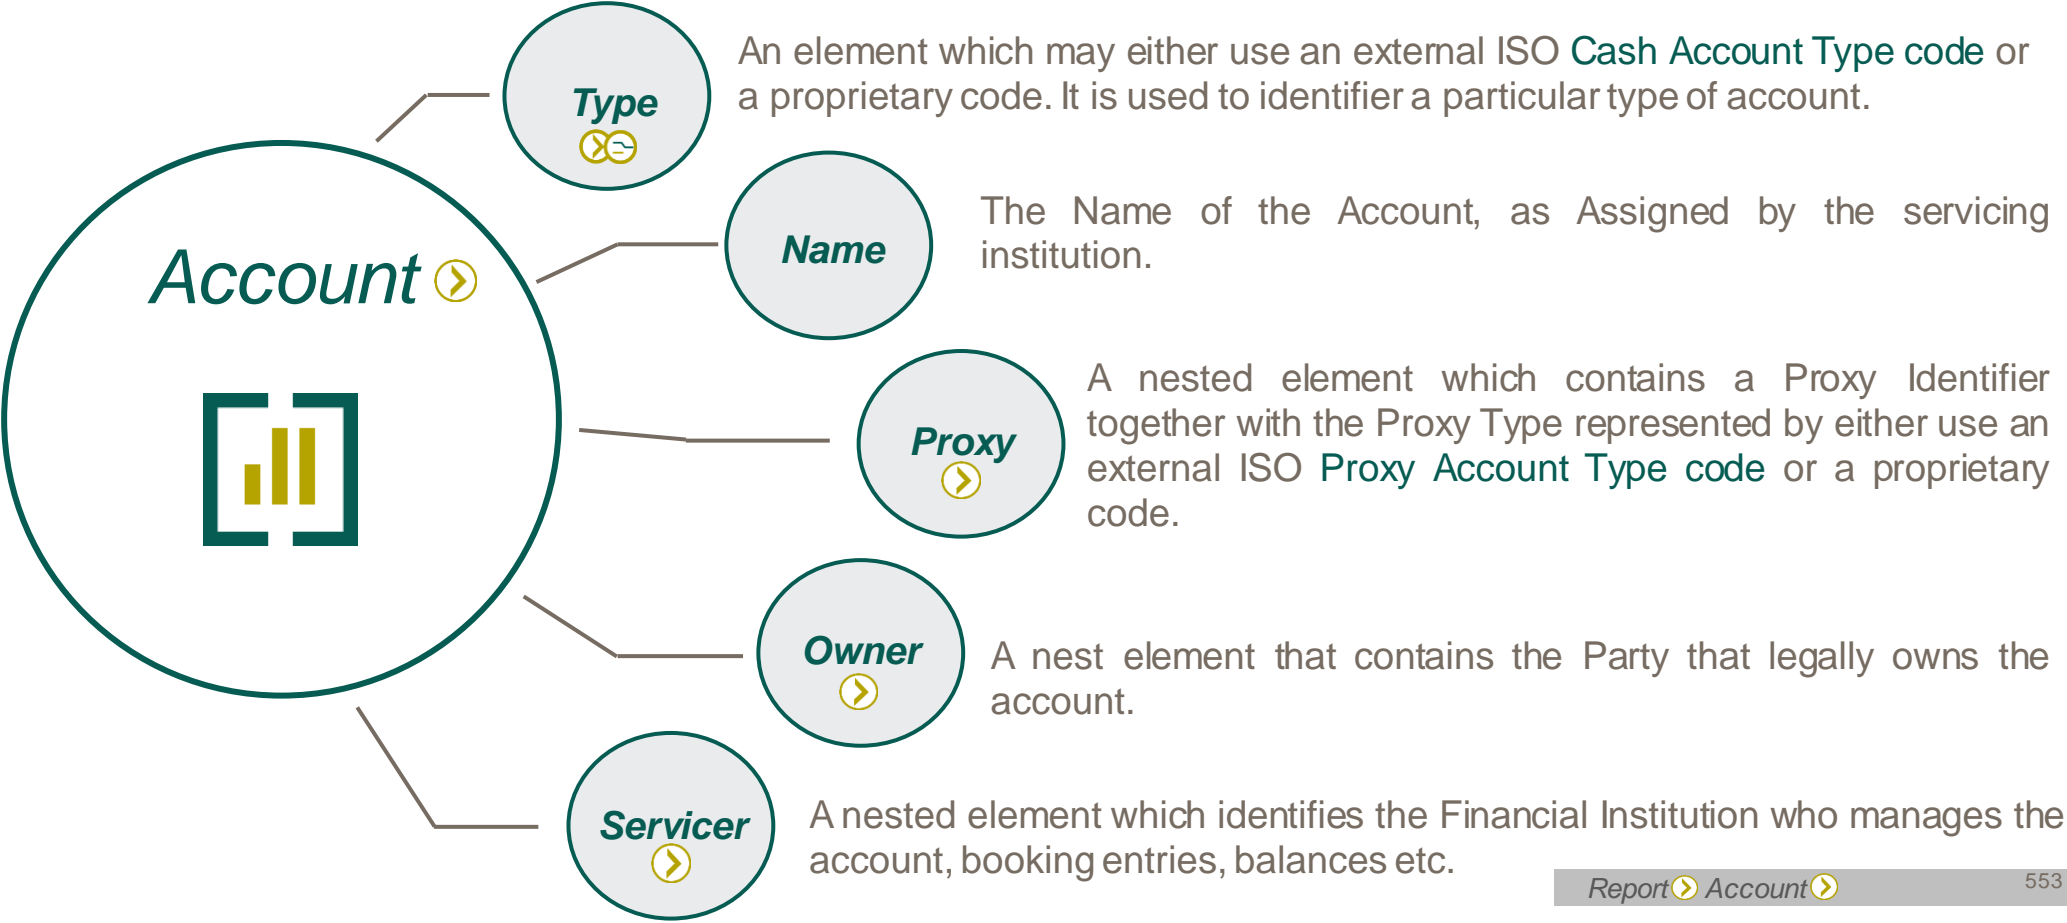 An element which may either use an external ISO Cash Account Type code or
a proprietary code. It is used to identifier a particular type of account.
Type
The Name of the Account, as Assigned by the servicing
institution.
Name
Account
A nested element which contains a Proxy Identifier
together with the Proxy Type represented by either use an
external ISO Proxy Account Type code or a proprietary
code.
Proxy
Owner
A nest element that contains the Party that legally owns the
account.
Servicer
A nested element which identifies the Financial Institution who manages the
account, booking entries, balances etc.
Report Account
553